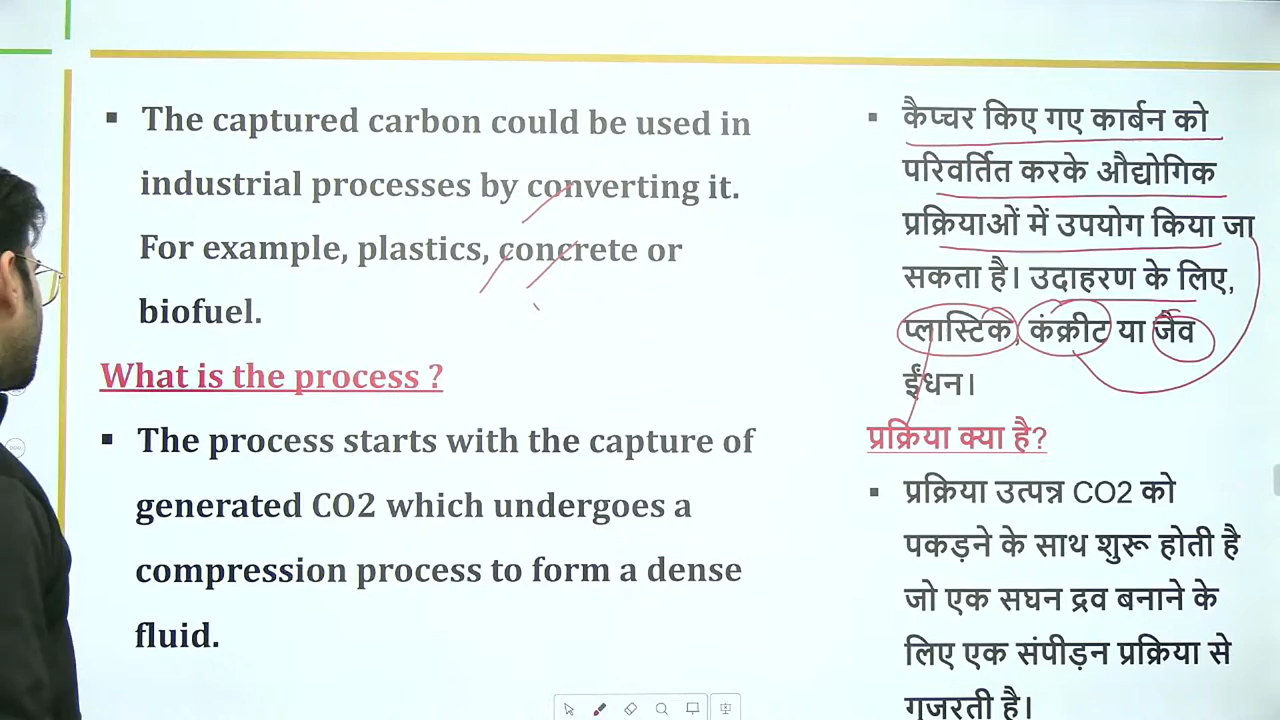 The captured carbon could be used in
industrial processes by converting it.
For example, plastics, concrete or
biofuel.
What is the process ?
The process starts with the capture of
generated CO2 which undergoes a
compression process to form a dense
fluid.
कैप्चर किए गए कार्बन को
परिवर्तित करके औद्योगिक
प्रक्रियाओं में उपयोग किया जा
सकता है। उदाहरण के लिए,
प्लास्टिक, कंक्रीट या जैव
ईंधन।
प्रक्रिया क्या है?
प्रक्रिया उत्पन्न CO2 को
पकड़ने के साथ शुरू होती है
जो एक सघन द्रव बनाने के
लिए एक संपीड़न प्रक्रिया से
गुजरती है।